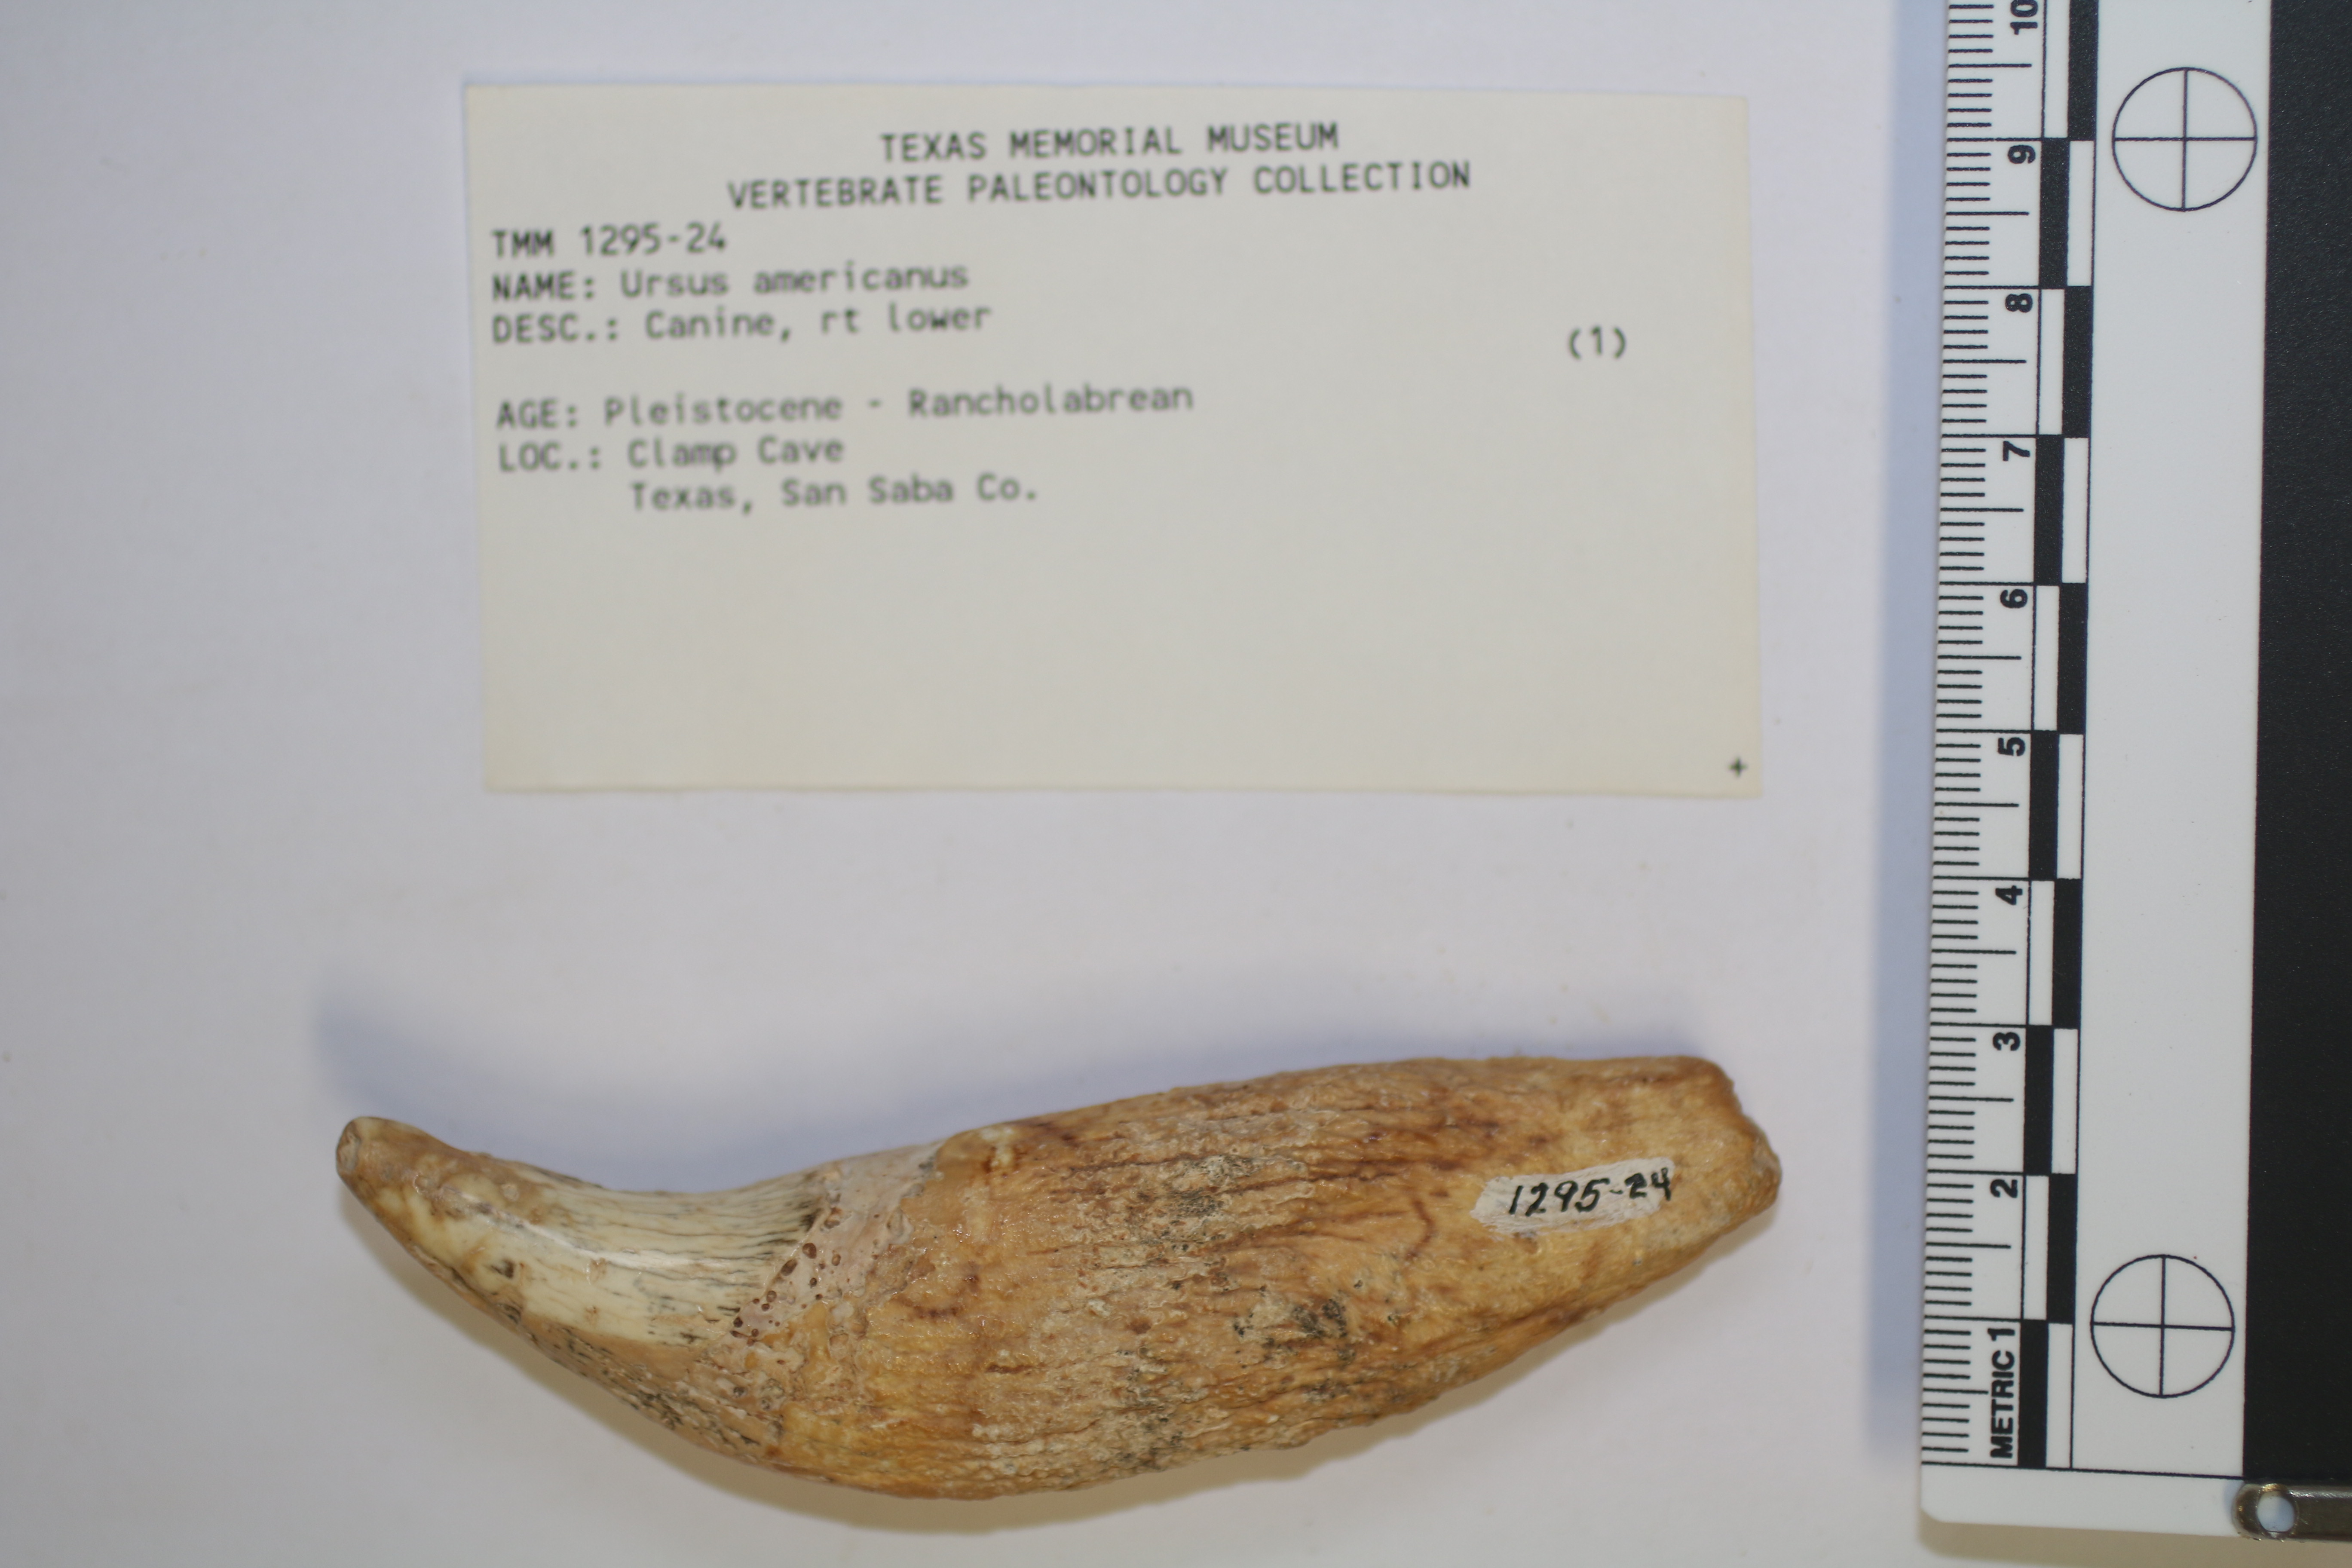 TEXAS MEMORIAL MUSEUM
VERTEBRATE PALEONTOLOGY COLLECTION
TMM 1295-24
NAME: Ursus americanus
DESC.: Canine, rt lower (1)
AGE: Pleistocene - Rancholabrean
LOC.: Clamp Cave
Texas, San Saba Co.
+
1295-24
METRIC 1 2 3 4 5 6 7 8 9 10